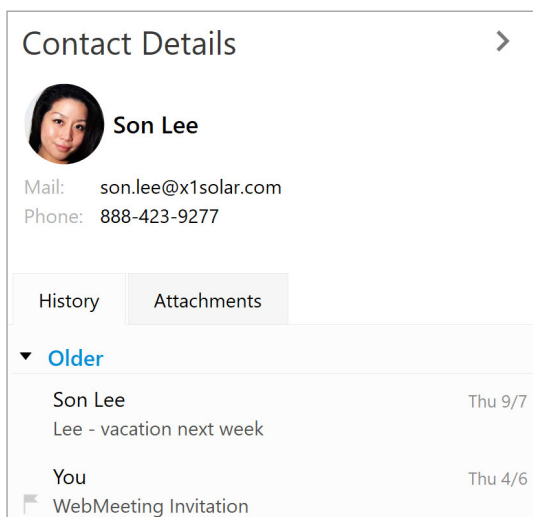 Contact Details
Son Lee
Mail: son.lee@x1solar.com
Phone: 888-423-9277
History Attachments
Older
Son Lee Thu 9/7
Lee - vacation next week
You Thu 4/6
WebMeeting Invitation